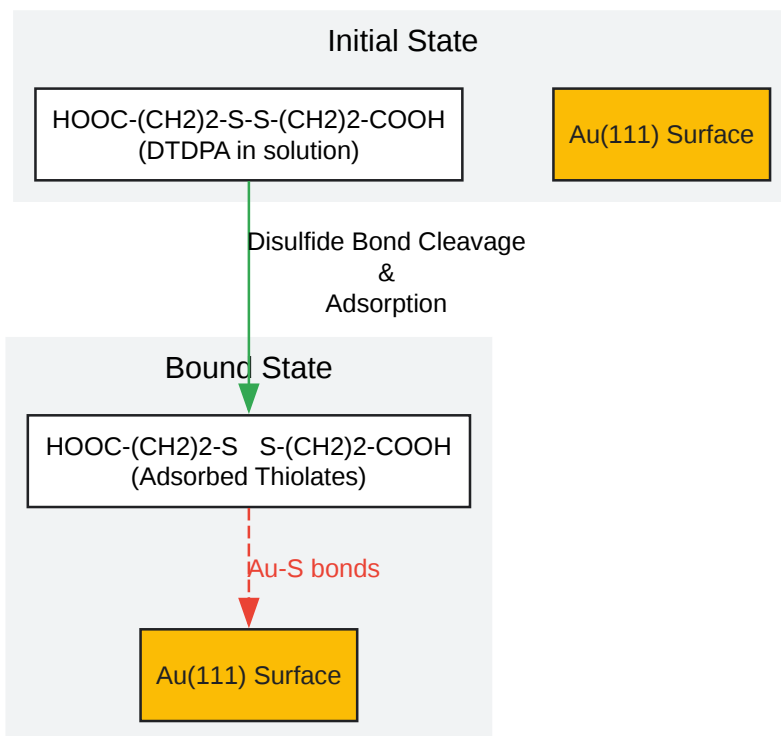 Initial State
HOOC-(CH2)2-S-S-(CH2)2-COOH
(DTDPA in solution)
Au(111) Surface
Disulfide Bond Cleavage
&
Adsorption
Bound State
HOOC-(CH2)2-S   S-(CH2)2-COOH
(Adsorbed Thiolates)
Au-S bonds
Au(111) Surface